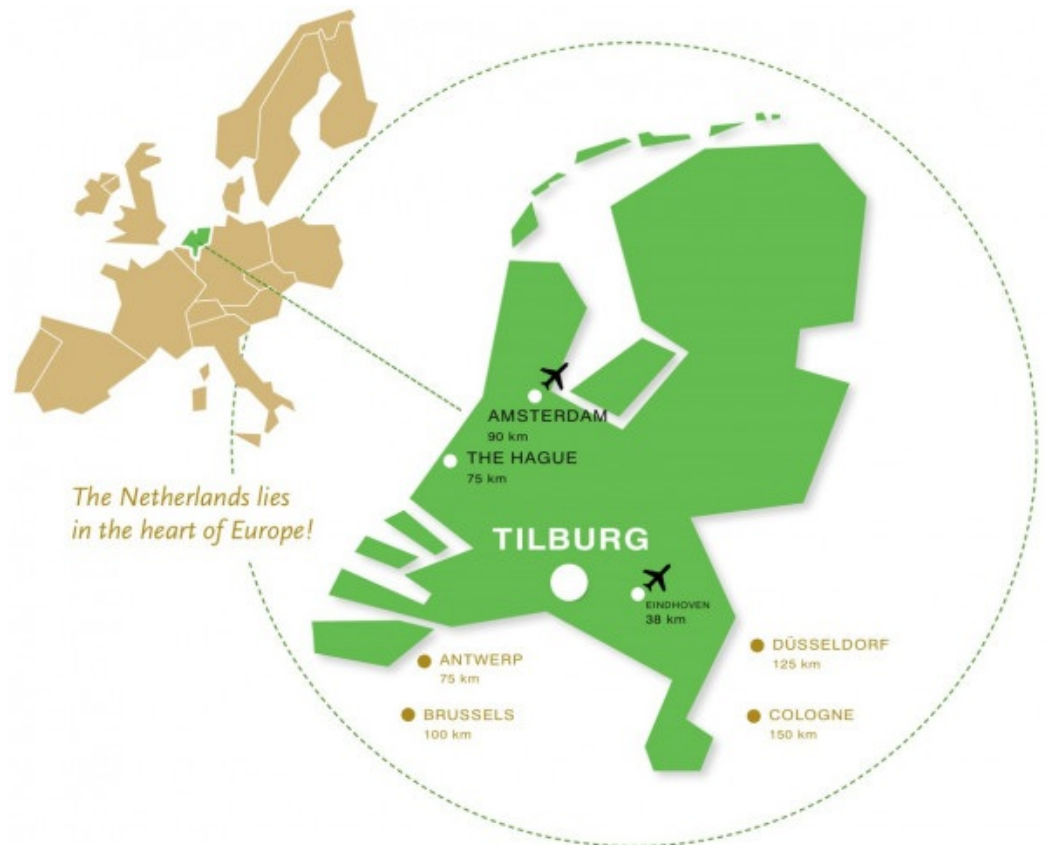 AMSTERDAM
90 km
THE HAGUE
75 km
The Netherlands lies
in the heart of Europe!
TILBURG
EINDHOVEN
38 km
ANTWERP
75 km
DÜSSELDORF
125 km
BRUSSELS
100 km
COLOGNE
150 km